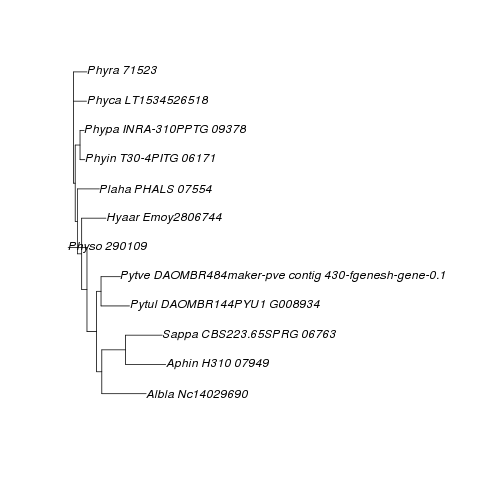 Phyra 71523
Phyca LT1534526518
Phypa INRA-310PPTG 09378
Phyin T30-4PITG 06171
Plaha PHALS 07554
Hyaar Emoy2806744
Physo 290109
Pytve DAOMBR484maker-pve contig 430-fgenesh-gene-0.1
Pytul DAOMBR144PYU1 G008934
Sappa CBS223.65SPRG 06763
Aphin H310 07949
Albla Nc14029690